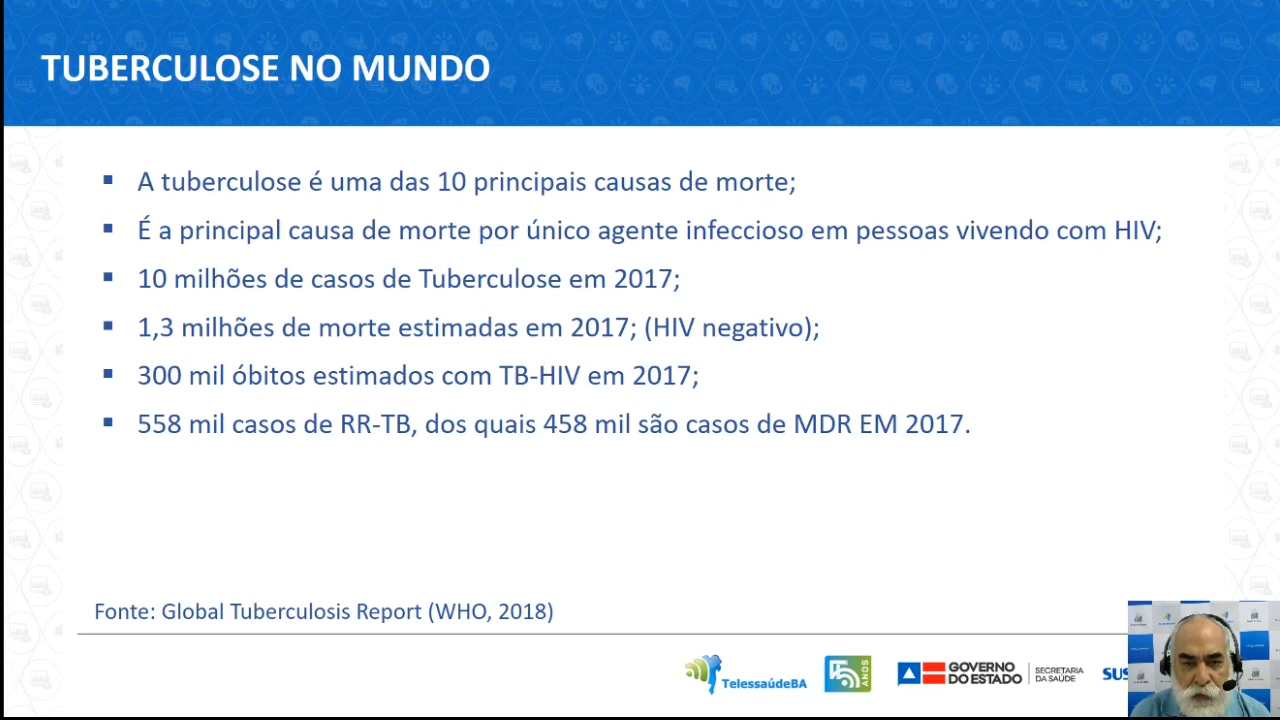 TUBERCULOSE NO MUNDO
▪ A tuberculose é uma das 10 principais causas de morte;
▪ É a principal causa de morte por único agente infeccioso em pessoas vivendo com HIV;
▪ 10 milhões de casos de Tuberculose em 2017;
▪ 1,3 milhões de morte estimadas em 2017; (HIV negativo);
▪ 300 mil óbitos estimados com TB-HIV em 2017;
▪ 558 mil casos de RR-TB, dos quais 458 mil são casos de MDR EM 2017.
Fonte: Global Tuberculosis Report (WHO, 2018)
TelessaúdeBA
5 ANOS
GOVERNO DO ESTADO
SECRETARIA DA SAÚDE
SUS